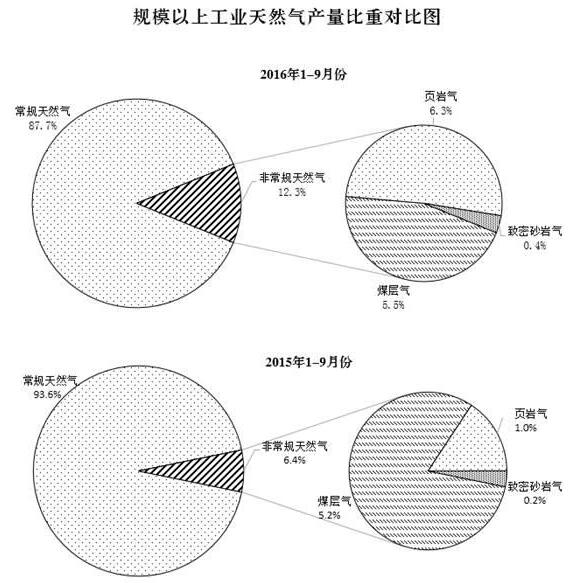 规模以上工业天然气产量比重对比图
2016年1-9月份
常规天然气
87.7%
非常规天然气
12.3%
页岩气
6.3%
致密砂岩气
0.4%
煤层气
5.5%
2015年1-9月份
常规天然气
93.6%
非常规天然气
6.4%
页岩气
1.0%
致密砂岩气
0.2%
煤层气
5.2%